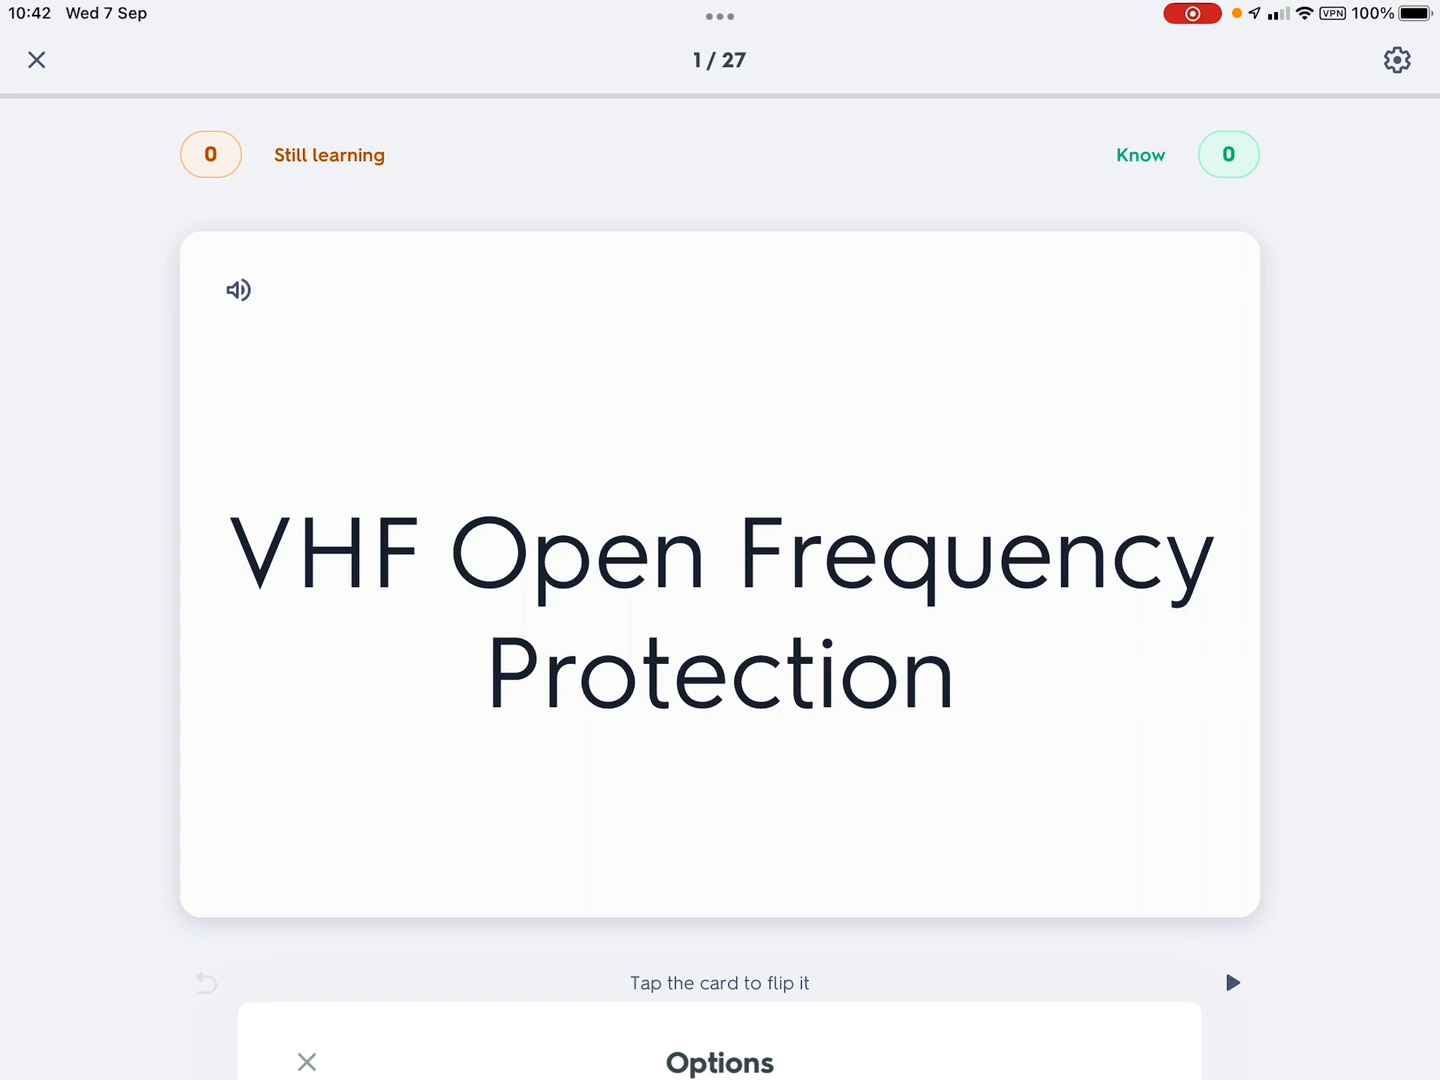 10:42 Wed 7 Sep
VPN 100%
1 / 27
0 Still learning
Know 0
VHF Open Frequency
Protection
Tap the card to flip it
Options